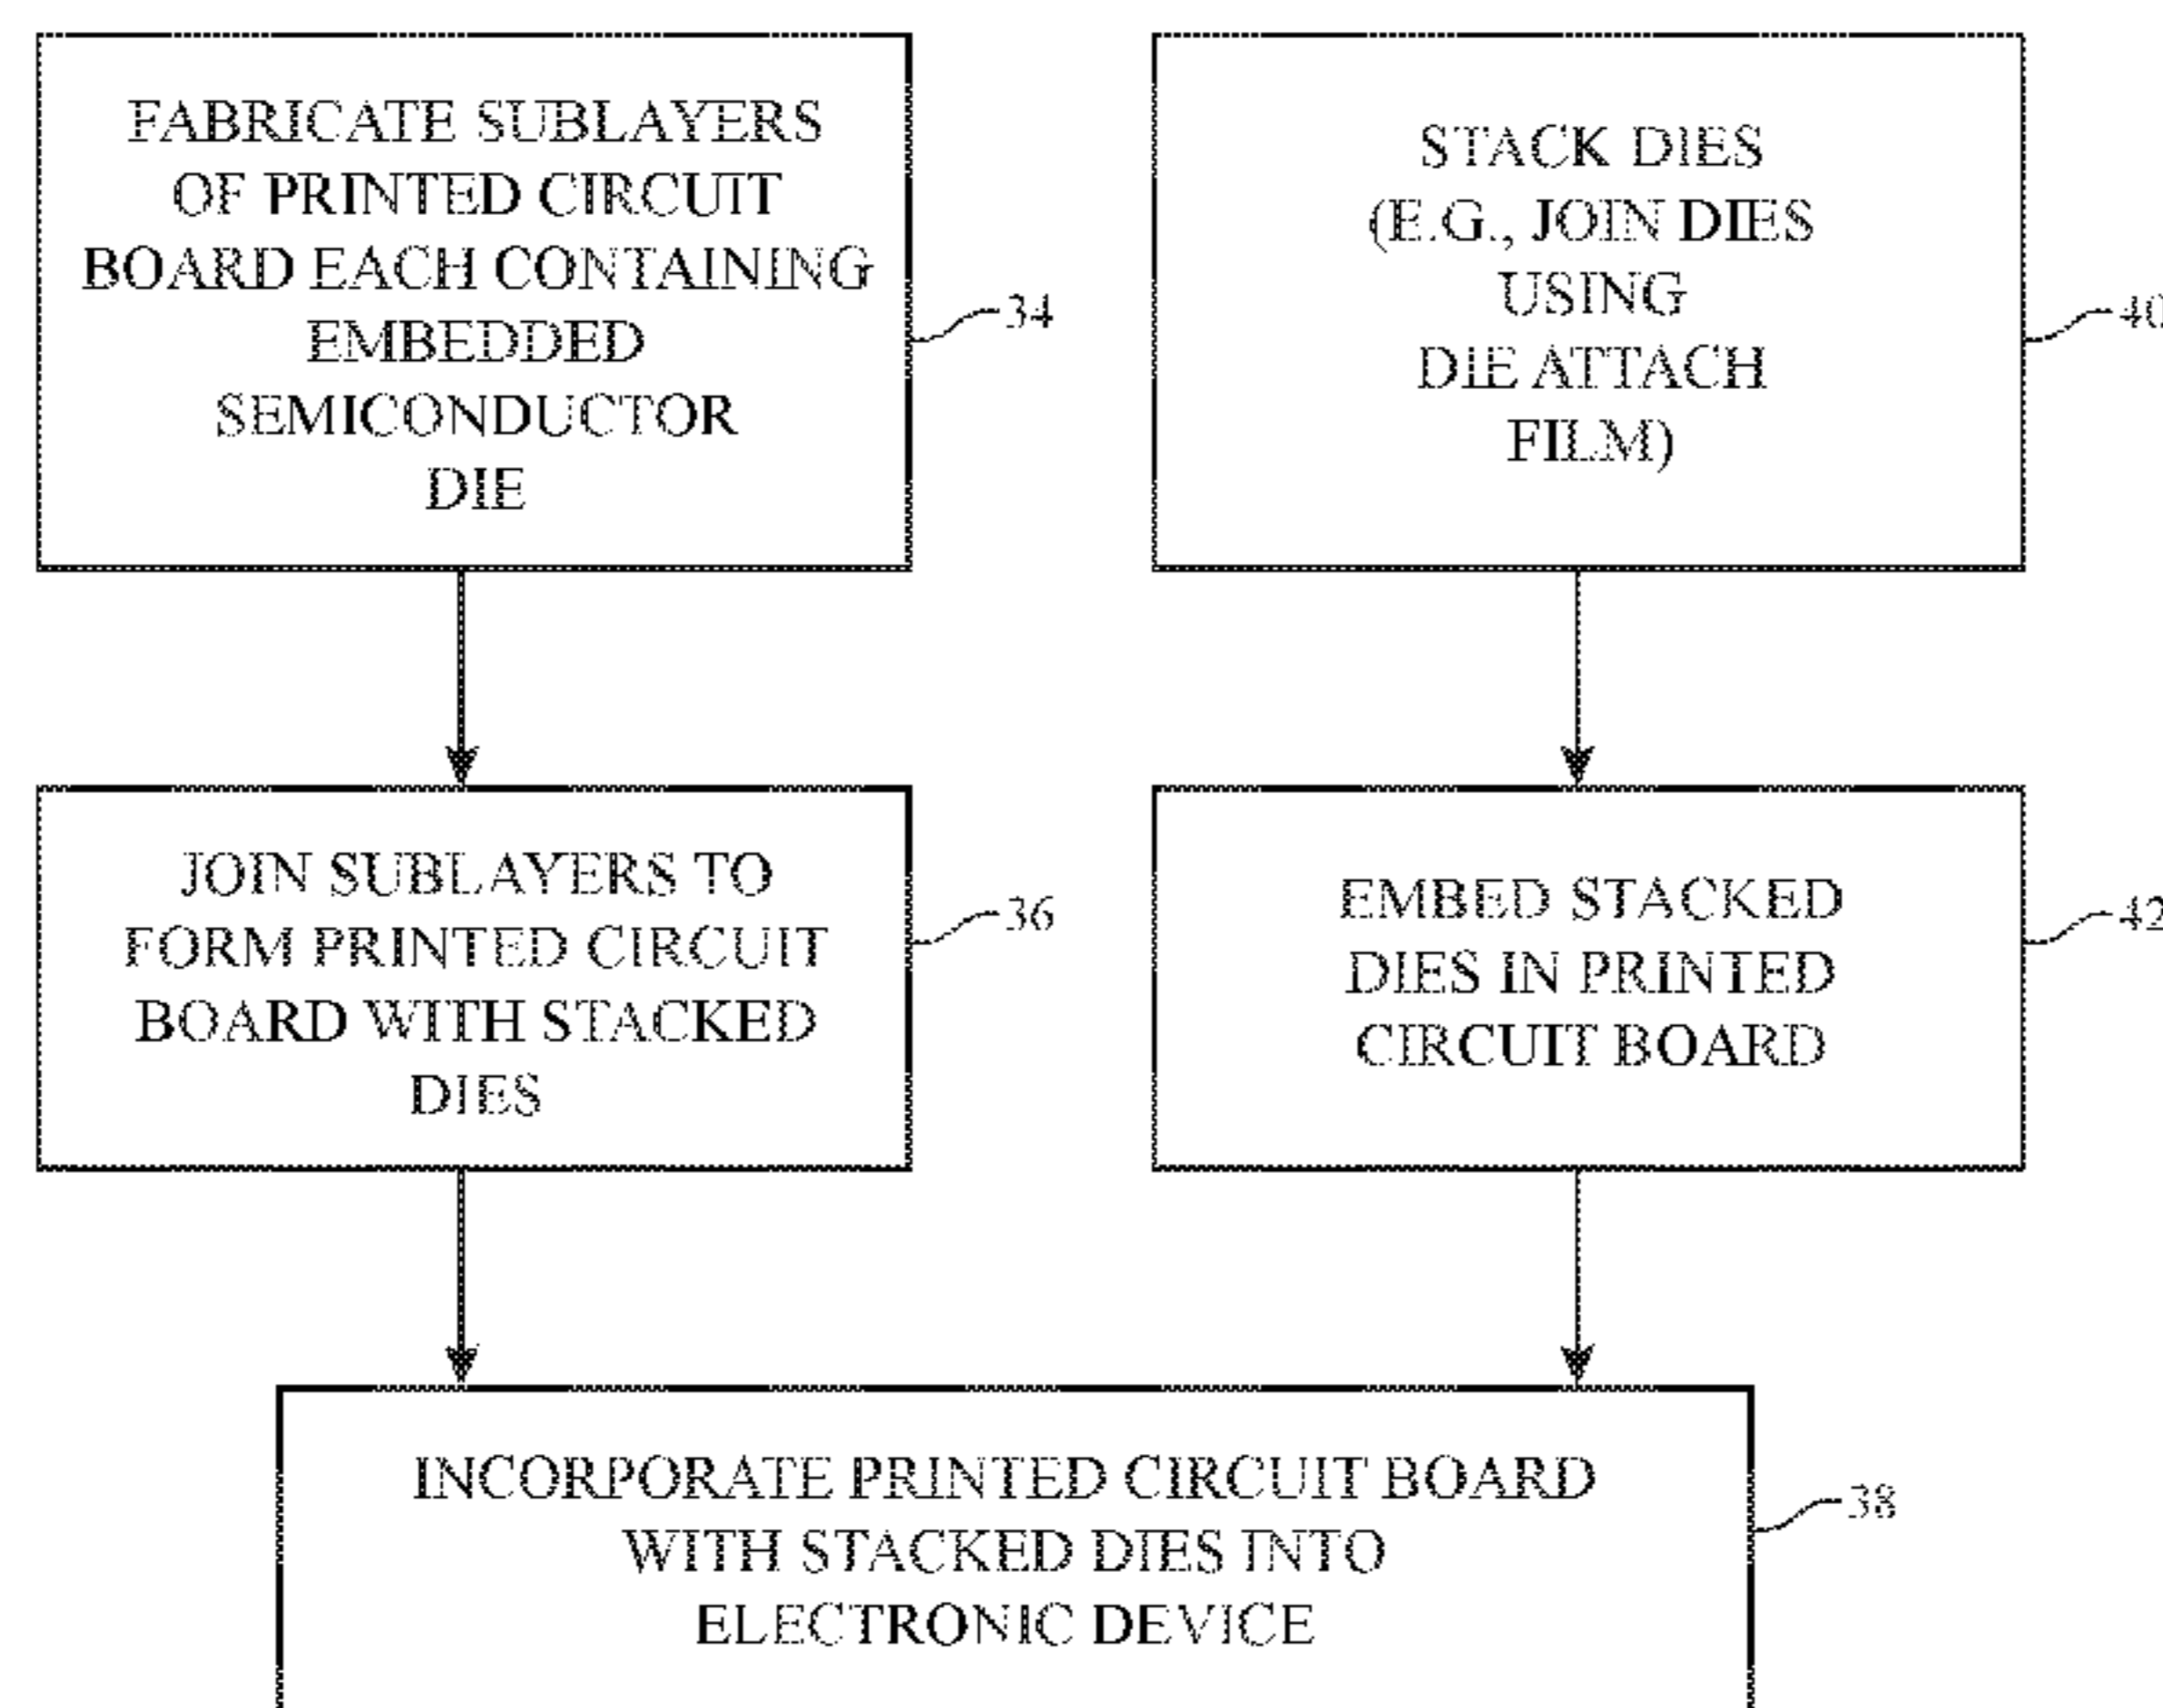 FABRICATE SUBLAYERS
OF PRINTED CIRCUIT
BOARD EACH CONTAINING
EMBEDDED
SEMICONDUCTOR
DIE
34
STACK DIES
(E.G., JOIN DIES
USING
DIE ATTACH
FILM)
40
JOIN SUBLAYERS TO
FORM PRINTED CIRCUIT
BOARD WITH STACKED
DIES
36
EMBED STACKED
DIES IN PRINTED
CIRCUIT BOARD
42
INCORPORATE PRINTED CIRCUIT BOARD
WITH STACKED DIES INTO
ELECTRONIC DEVICE
38